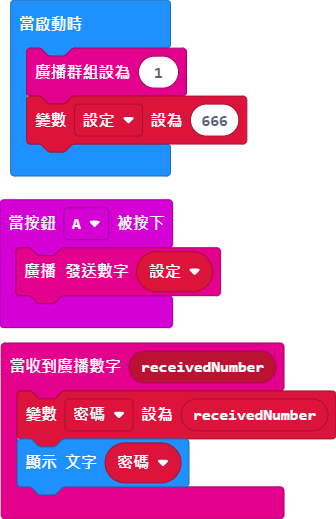 當啟動時
廣播群組設為 1
變數 設定 設為 666
當按鈕 A 被按下
廣播 發送數字 設定
當收到廣播數字 receivedNumber
變數 密碼 設為 receivedNumber
顯示 文字 密碼